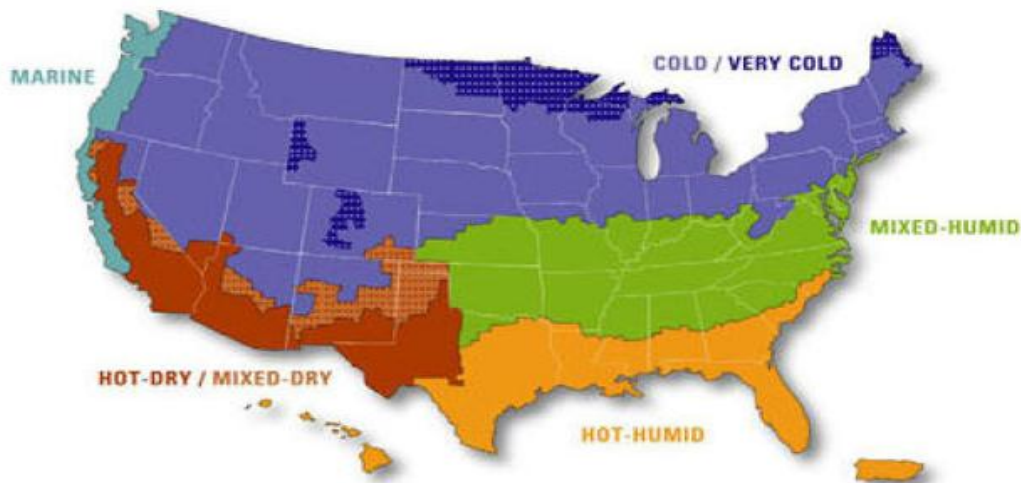 MARINE
COLD / VERY COLD
MIXED-HUMID
HOT-DRY / MIXED-DRY
HOT-HUMID